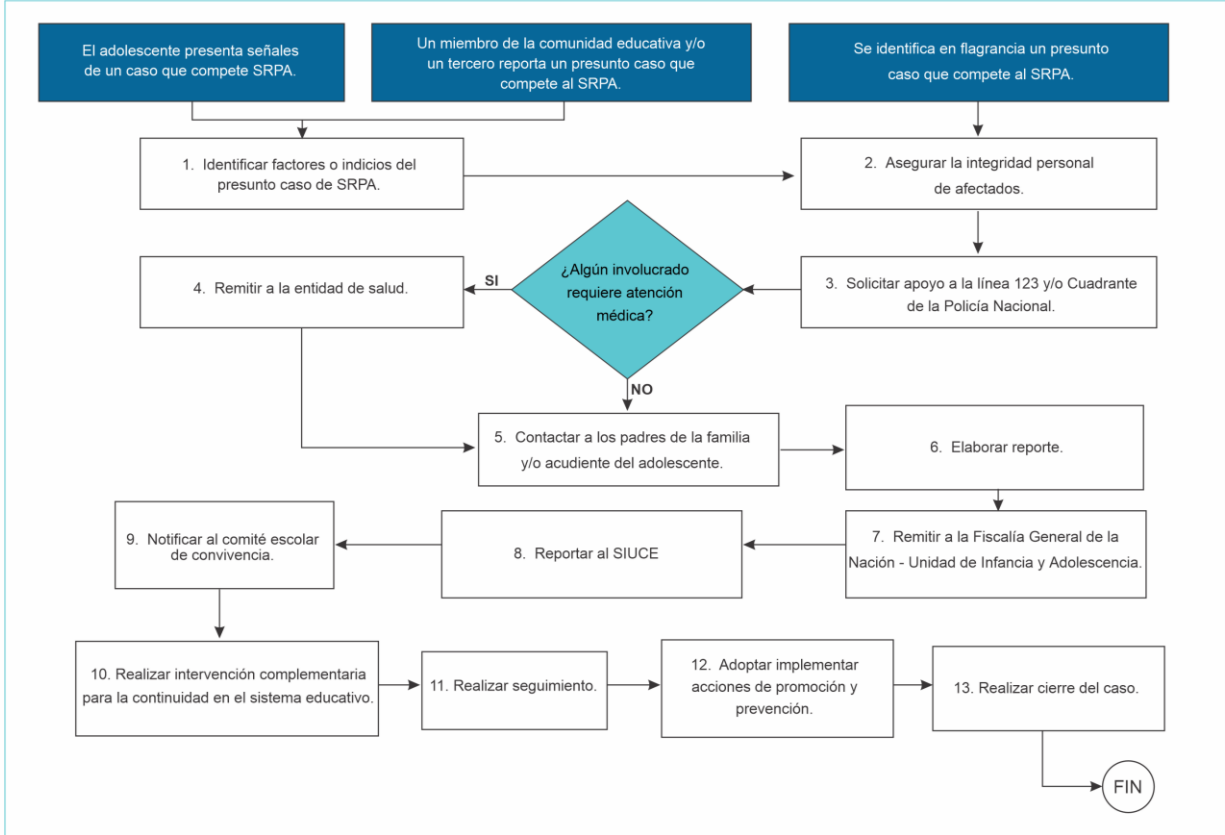 El adolescente presenta señales
de un caso que compete SRPA.
Un miembro de la comunidad educativa y/o
un tercero reporta un presunto caso que
compete al SRPA.
Se identifica en flagrancia un presunto
caso que compete al SRPA.
1. Identificar factores o indicios del
presunto caso de SRPA.
2. Asegurar la integridad personal
de afectados.
¿Algún involucrado
requiere atención
médica?
3. Solicitar apoyo a la línea 123 y/o Cuadrante
de la Policía Nacional.
SI
4. Remitir a la entidad de salud.
NO
5. Contactar a los padres de la familia
y/o acudiente del adolescente.
6. Elaborar reporte.
7. Remitir a la Fiscalía General de la
Nación - Unidad de Infancia y Adolescencia.
8. Reportar al SIUCE
9. Notificar al comité escolar
de convivencia.
10. Realizar intervención complementaria
para la continuidad en el sistema educativo.
11. Realizar seguimiento.
12. Adoptar implementar
acciones de promoción y
prevención.
13. Realizar cierre del caso.
FIN